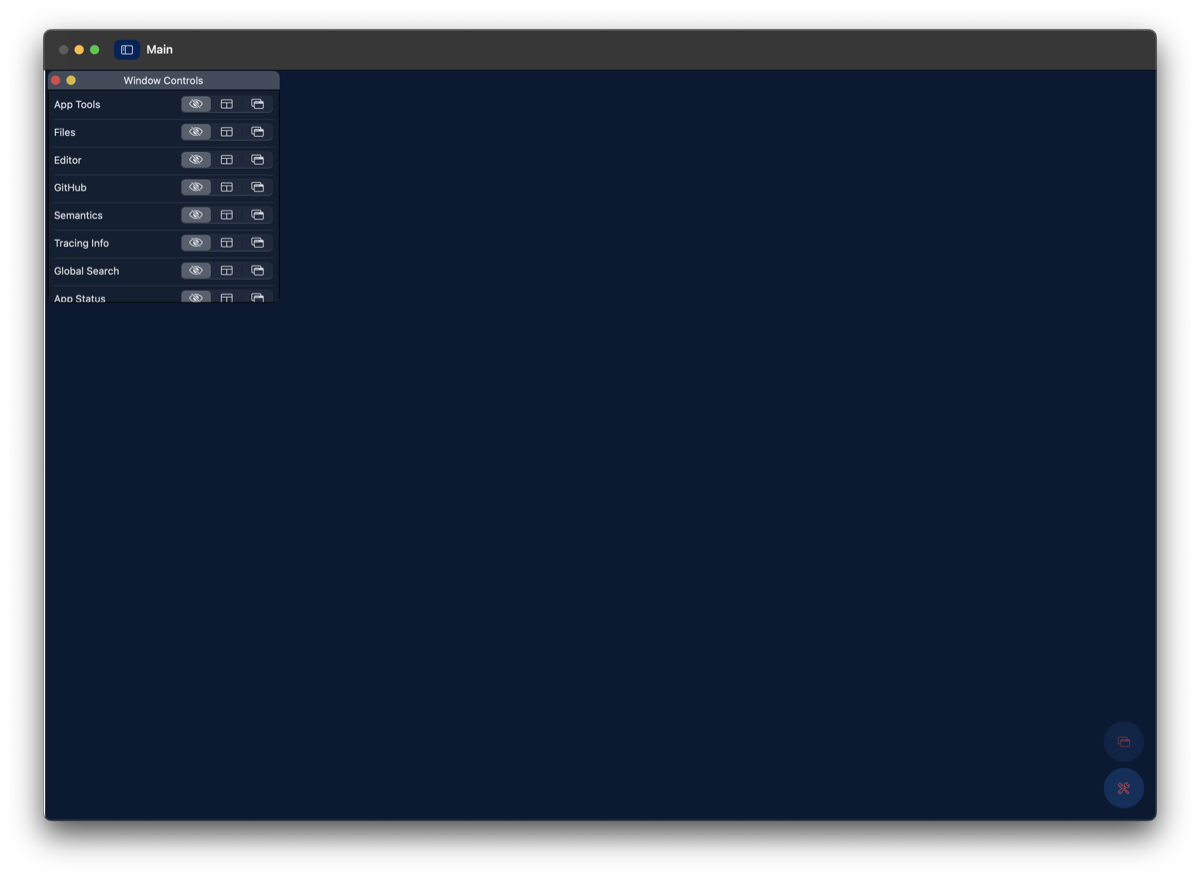 Main
Window Controls
App Tools
Files
Editor
GitHub
Semantics
Tracing Info
Global Search
App Status